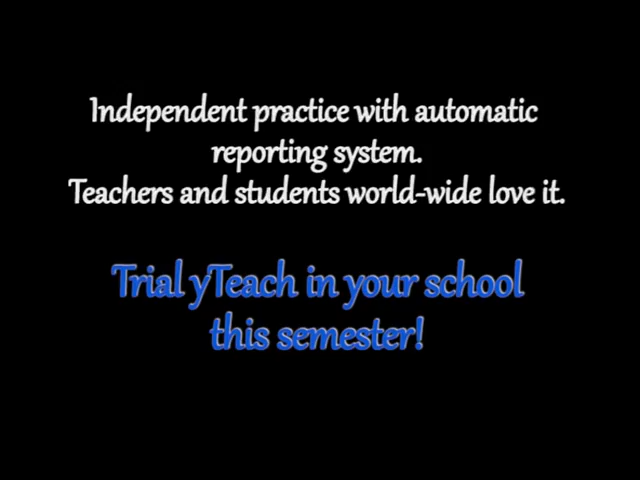 Independent practice with automatic
reporting system.
Teachers and students world-wide love it.
Trial yTeach in your school
this semester!